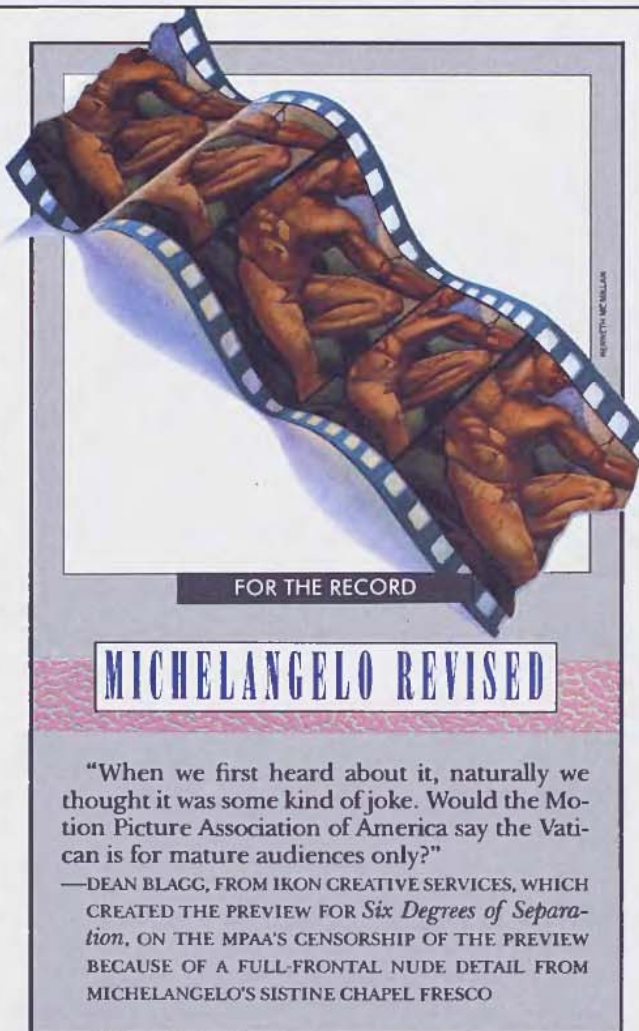 KENNETH MCMILLAN
FOR THE RECORD
MICHELANGELO REVISED
“When we first heard about it, naturally we
thought it was some kind of joke. Would the Mo-
tion Picture Association of America say the Vati-
can is for mature audiences only?”
—DEAN BLAGG, FROM IKON CREATIVE SERVICES, WHICH
CREATED THE PREVIEW FOR Six Degrees of Separa-
tion, ON THE MPAA'S CENSORSHIP OF THE PREVIEW
BECAUSE OF A FULL-FRONTAL NUDE DETAIL FROM
MICHELANGELO'S SISTINE CHAPEL FRESCO